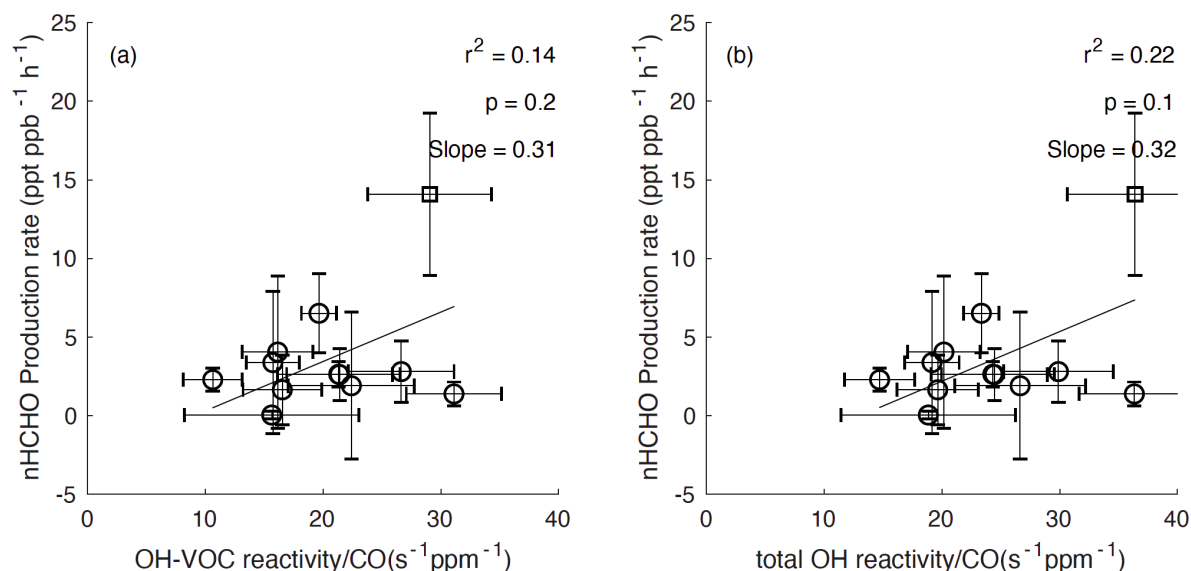 (a)
r² = 0.14
p = 0.2
Slope = 0.31
25
20
15
10
5
0
-5
nHCHO Production rate (ppt ppb⁻¹ h⁻¹)
0 10 20 30 40
OH-VOC reactivity/CO(s⁻¹ppm⁻¹)
(b)
r² = 0.22
p = 0.1
Slope = 0.32
25
20
15
10
5
0
-5
nHCHO Production rate (ppt ppb⁻¹ h⁻¹)
0 10 20 30 40
total OH reactivity/CO(s⁻¹ppm⁻¹)